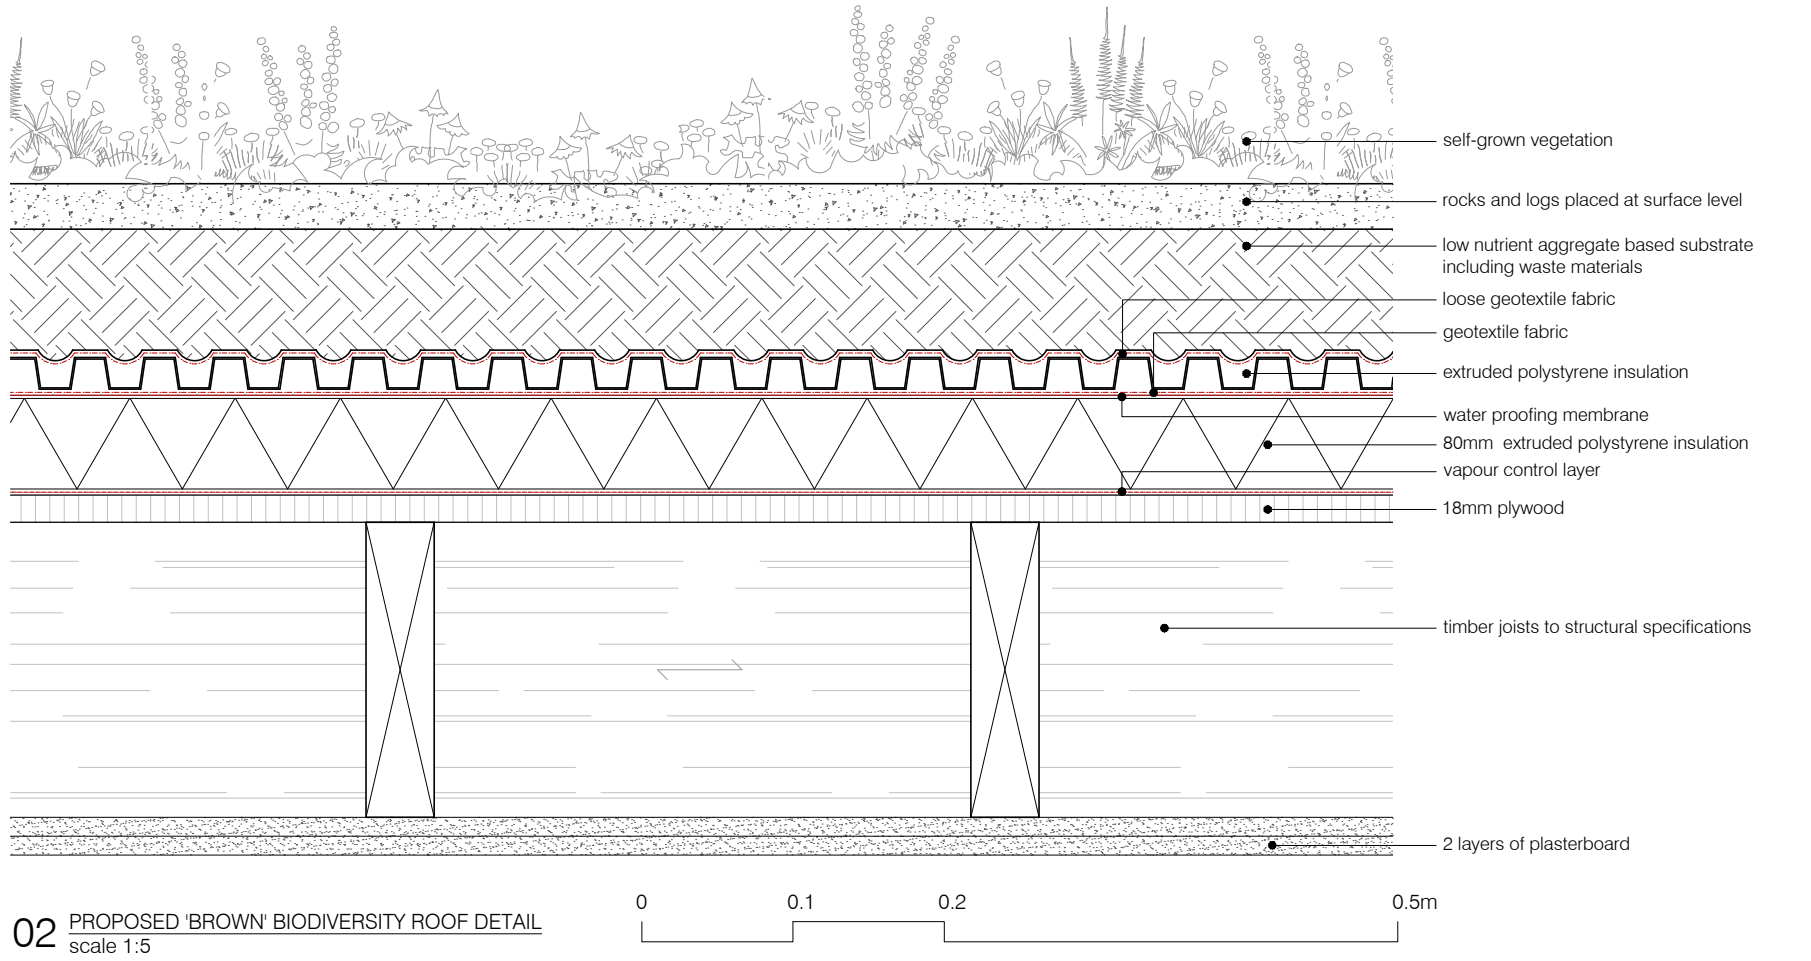 self-grown vegetation
rocks and logs placed at surface level
low nutrient aggregate based substrate
including waste materials
loose geotextile fabric
geotextile fabric
extruded polystyrene insulation
water proofing membrane
80mm  extruded polystyrene insulation
vapour control layer
18mm plywood
timber joists to structural specifications
2 layers of plasterboard
0 0.1 0.2 0.5m
02 PROPOSED 'BROWN' BIODIVERSITY ROOF DETAIL
scale 1:5